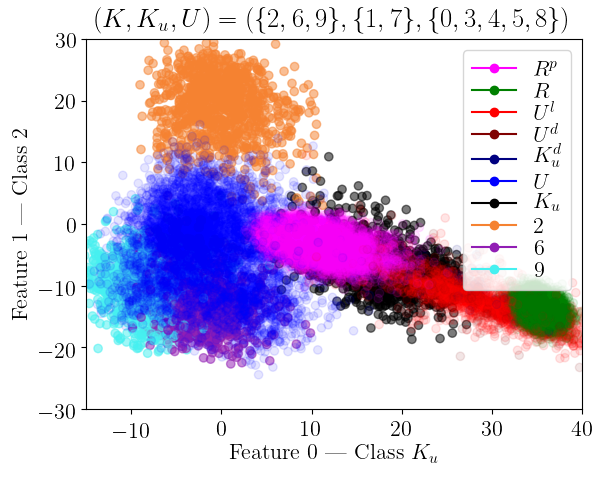 (K, K_u, U) = ({2, 6, 9}, {1, 7}, {0, 3, 4, 5, 8})
30
20
10
0
−10
−20
−30
Feature 1 — Class 2
R^p
R
U^l
U^d
K_u^d
U
K_u
2
6
9
−10
0
10
20
30
40
Feature 0 — Class K_u